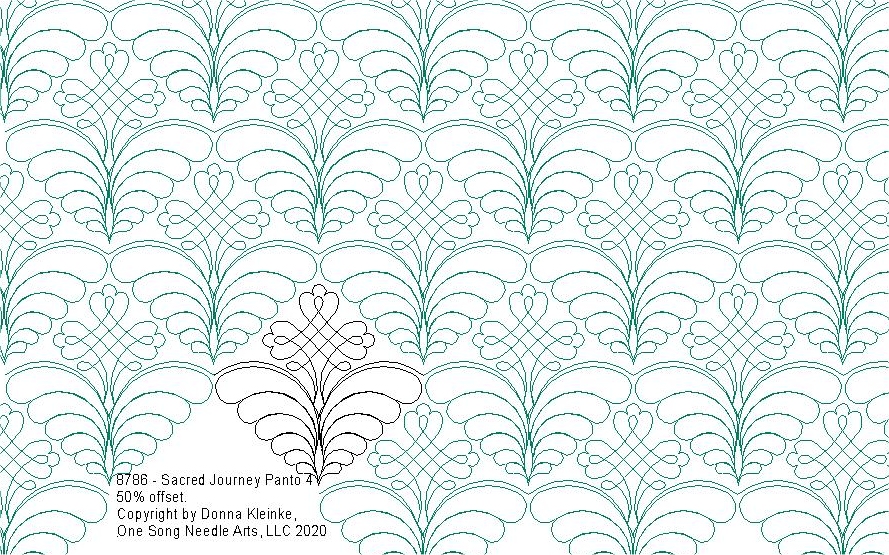 8786 - Sacred Journey Panto 4
50% offset.
Copyright by Donna Kleinke,
One Song Needle Arts, LLC 2020